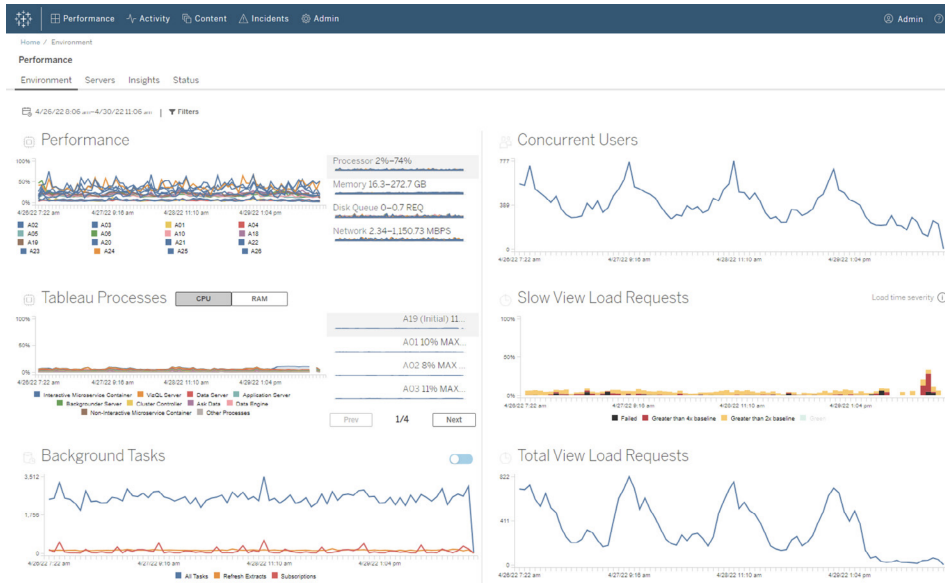 Performance Activity Content Incidents Admin Admin
Home / Environment
Performance
Environment Servers Insights Status
4/26/22 8:06 am–4/30/22 11:06 am | Filters
Performance
100%
50%
0%
4/26/22 7:22 am 4/27/22 9:16 am 4/28/22 11:10 am 4/29/22 1:04 pm
A02 A03 A01 A04
A05 A06 A10 A18
A19 A20 A21 A22
A23 A24 A25 A26
Processor 2%–74%
Memory 16.3–272.7 GB
Disk Queue 0–0.7 REQ
Network 2.34–1,150.73 MBPS
Concurrent Users
777
389
0
4/26/22 7:22 am 4/27/22 9:16 am 4/28/22 11:10 am 4/29/22 1:04 pm
Tableau Processes CPU RAM
100%
50%
0%
4/26/22 7:22 am 4/27/22 9:16 am 4/28/22 11:10 am 4/29/22 1:04 pm
Interactive Microservice Container VizQL Server Data Server Application Server
Backgrounder Server Cluster Controller Ask Data Data Engine
Non-Interactive Microservice Container Other Processes
A19 (Initial) 11...
A01 10% MAX...
A02 8% MAX...
A03 11% MAX...
Prev 1/4 Next
Slow View Load Requests Load time severity
100%
50%
0%
4/26/22 7:22 am 4/27/22 9:16 am 4/28/22 11:10 am 4/29/22 1:04 pm
Failed Greater than 4x baseline Greater than 2x baseline Green
Background Tasks
3,512
1,756
0
4/26/22 7:22 am 4/27/22 9:16 am 4/28/22 11:10 am 4/29/22 1:04 pm
All Tasks Refresh Extracts Subscriptions
Total View Load Requests
822
411
0
4/26/22 7:22 am 4/27/22 9:16 am 4/28/22 11:10 am 4/29/22 1:04 pm